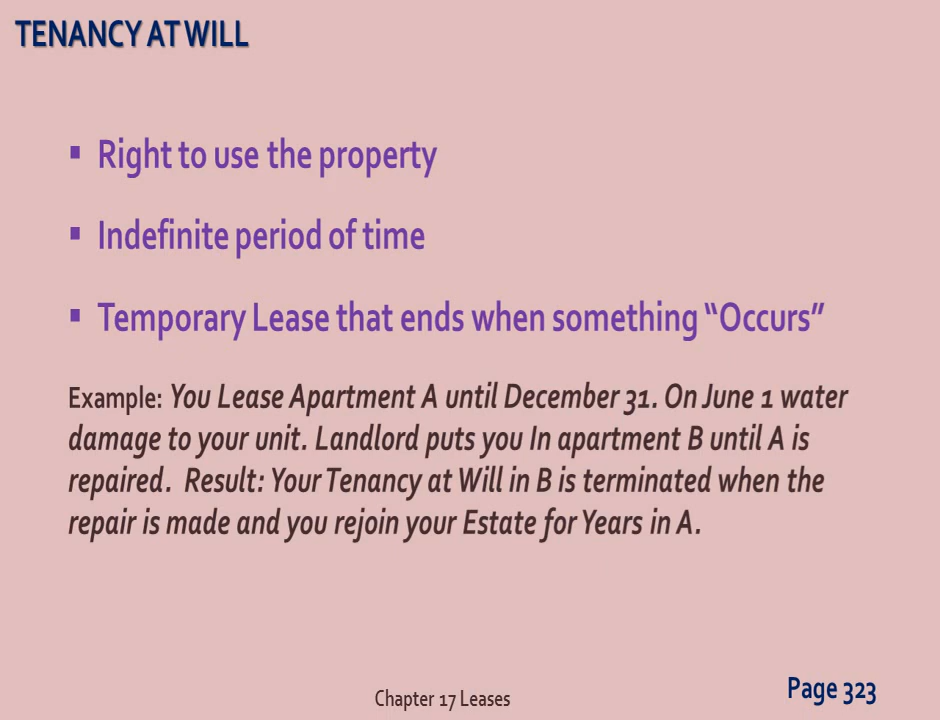 TENANCY AT WILL
▪ Right to use the property
▪ Indefinite period of time
▪ Temporary Lease that ends when something “Occurs”
Example: You Lease Apartment A until December 31. On June 1 water
damage to your unit. Landlord puts you In apartment B until A is
repaired. Result: Your Tenancy at Will in B is terminated when the
repair is made and you rejoin your Estate for Years in A.
Chapter 17 Leases
Page 323